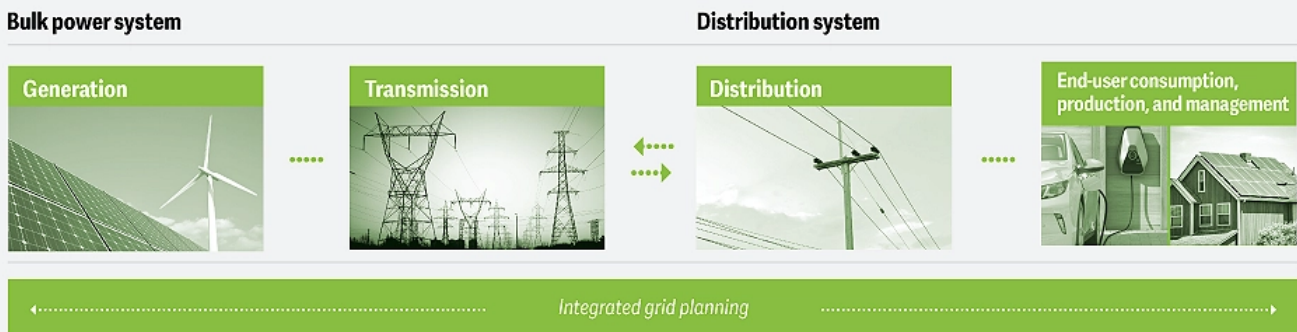 Bulk power system
Distribution system
Generation
Transmission
Distribution
End-user consumption,
production, and management
Integrated grid planning